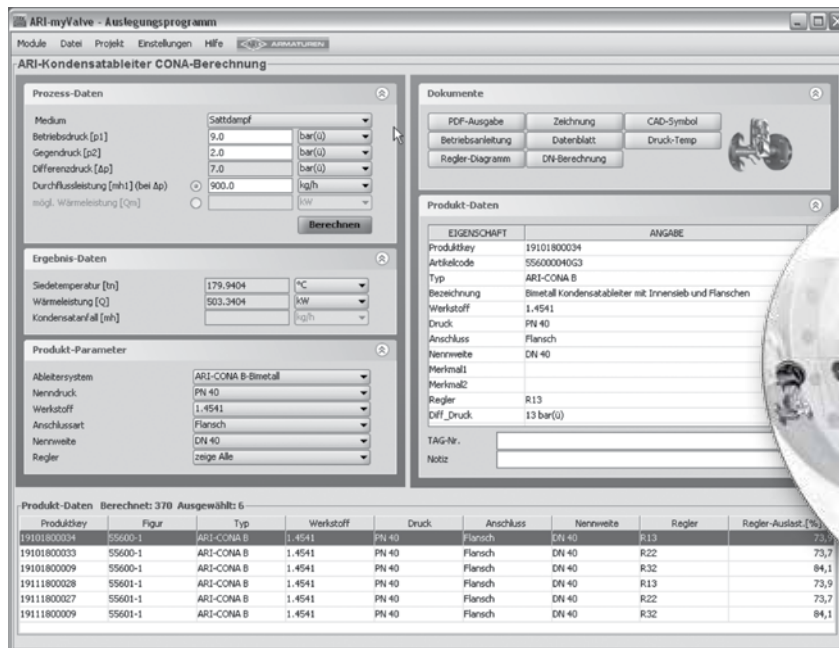 ARI-myValve - Auslegungsprogramm
Module Datei Projekt Einstellungen Hilfe ARI ARMATUREN
ARI-Kondensatableiter CONA-Berechnung
Prozess-Daten
Medium Sattdampf
Betriebsdruck [p1] 9.0 bar(ü)
Gegendruck [p2] 2.0 bar(ü)
Differenzdruck [Δp] 7.0 bar(ü)
Durchflussleistung [mh1] (bei Δp) 900.0 kg/h
mögl. Wärmeleistung [Qm] kW
Berechnen
Ergebnis-Daten
Siedetemperatur [tn] 179.9404 °C
Wärmeleistung [Q] 503.3404 kW
Kondensatanfall [mh] kg/h
Produkt-Parameter
Ableitersystem ARI-CONA B-Bimetall
Nenndruck PN 40
Werkstoff 1.4541
Anschlussart Flansch
Nennweite DN 40
Regler zeige Alle
Dokumente
PDF-Ausgabe Zeichnung CAD-Symbol
Betriebsanleitung Datenblatt Druck-Temp
Regler-Diagramm DN-Berechnung
Produkt-Daten
EIGENSCHAFT ANGABE
Produktkey 19101800034
Artikelcode 556000040G3
Typ ARI-CONA B
Bezeichnung Bimetall Kondensatableiter mit Innensieb und Flanschen
Werkstoff 1.4541
Druck PN 40
Anschluss Flansch
Nennweite DN 40
Merkmal1
Merkmal2
Regler R13
Diff_Druck 13 bar(ü)
TAG-Nr.
Notiz
Produkt-Daten Berechnet: 370 Ausgewählt: 6
Produktkey Figur Typ Werkstoff Druck Anschluss Nennweite Regler Regler-Auslast.[%]
19101800034 55600-1 ARI-CONA B 1.4541 PN 40 Flansch DN 40 R13 73,9
19101800033 55600-1 ARI-CONA B 1.4541 PN 40 Flansch DN 40 R22 73,7
19101800009 55600-1 ARI-CONA B 1.4541 PN 40 Flansch DN 40 R32 84,1
19111800028 55601-1 ARI-CONA B 1.4541 PN 40 Flansch DN 40 R13 73,9
19111800027 55601-1 ARI-CONA B 1.4541 PN 40 Flansch DN 40 R22 73,7
19111800009 55601-1 ARI-CONA B 1.4541 PN 40 Flansch DN 40 R32 84,1